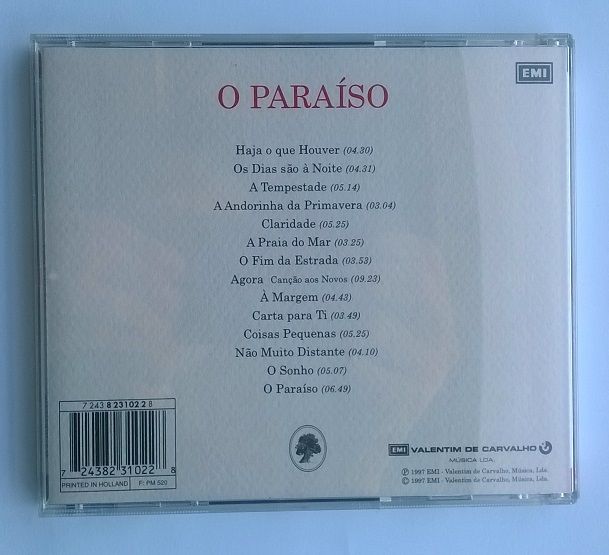 EMI
O PARAÍSO
Haja o que Houver (04.30)
Os Dias são à Noite (04.31)
A Tempestade (05.14)
A Andorinha da Primavera (03.04)
Claridade (05.25)
A Praia do Mar (03.25)
O Fim da Estrada (03.53)
Agora Canção aos Novos (09.23)
À Margem (04.43)
Carta para Ti (03.49)
Coisas Pequenas (05.25)
Não Muito Distante (04.10)
O Sonho (05.07)
O Paraíso (06.49)
7 243 8 23102 2 8
7 24382 31022 8
PRINTED IN HOLLAND F: PM 520
EMI VALENTIM DE CARVALHO
MÚSICA LDA.
℗ 1997 EMI - Valentim de Carvalho, Música, Lda.
© 1997 EMI - Valentim de Carvalho, Música, Lda.